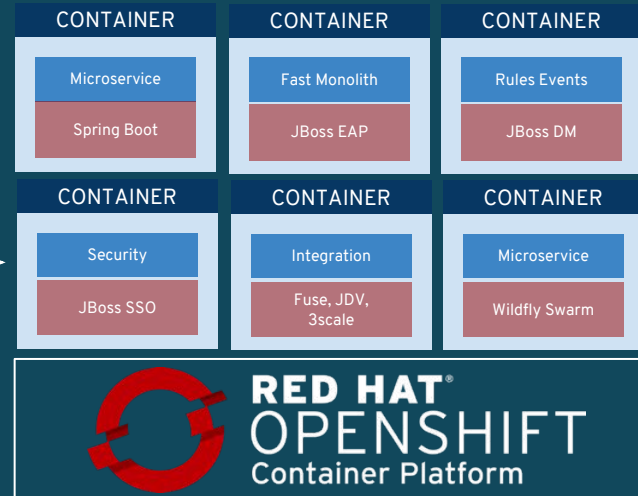 CONTAINER
Microservice
Spring Boot
CONTAINER
Fast Monolith
JBoss EAP
CONTAINER
Rules Events
JBoss DM
CONTAINER
Security
JBoss SSO
CONTAINER
Integration
Fuse, JDV,
3scale
CONTAINER
Microservice
Wildfly Swarm
RED HAT®
OPENSHIFT
Container Platform